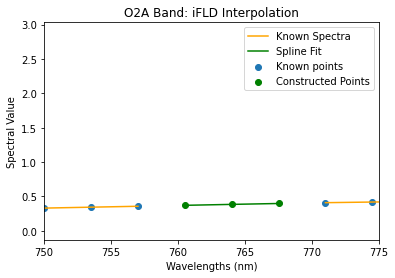 O2A Band: iFLD Interpolation
3.0
2.5
2.0
1.5
1.0
0.5
0.0
Spectral Value
Known Spectra
Spline Fit
Known points
Constructed Points
750 755 760 765 770 775
Wavelengths (nm)